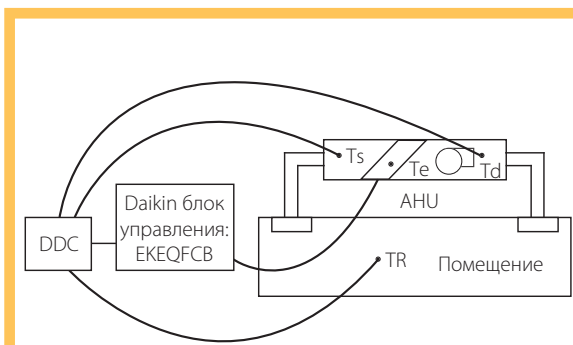 Ts
Te
Td
AHU
Daikin блок
управления:
EKEQFCB
DDC
TR
Помещение